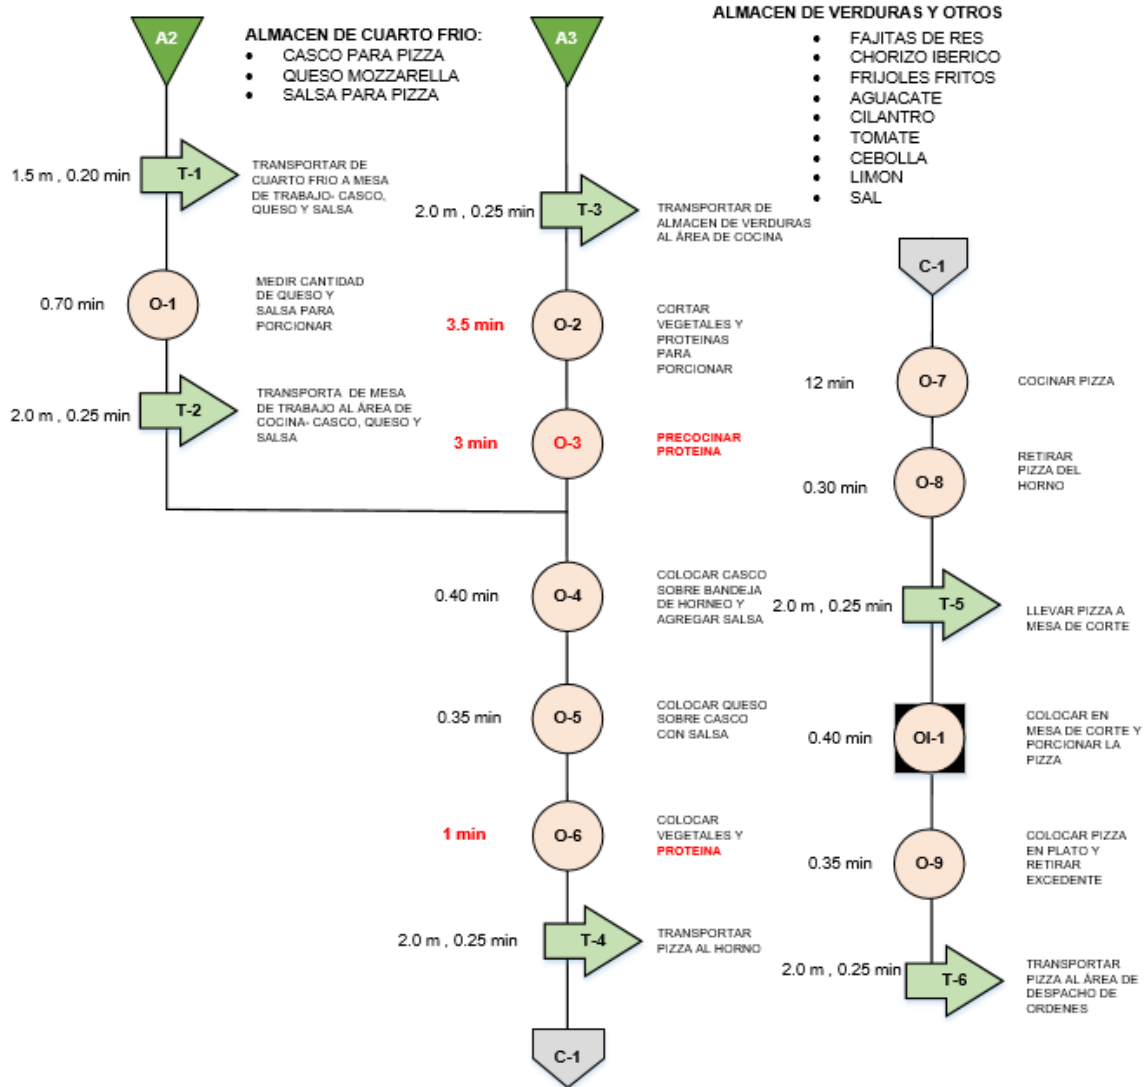 A2
ALMACEN DE CUARTO FRIO:
• CASCO PARA PIZZA
• QUESO MOZZARELLA
• SALSA PARA PIZZA
1.5 m , 0.20 min
T-1
TRANSPORTAR DE
CUARTO FRIO A MESA
DE TRABAJO- CASCO,
QUESO Y SALSA
0.70 min
O-1
MEDIR CANTIDAD
DE QUESO Y
SALSA PARA
PORCIONAR
2.0 m , 0.25 min
T-2
TRANSPORTA DE MESA
DE TRABAJO AL ÁREA DE
COCINA- CASCO, QUESO Y
SALSA
A3
ALMACEN DE VERDURAS Y OTROS
• FAJITAS DE RES
• CHORIZO IBERICO
• FRIJOLES FRITOS
• AGUACATE
• CILANTRO
• TOMATE
• CEBOLLA
• LIMON
• SAL
2.0 m , 0.25 min
T-3
TRANSPORTAR DE
ALMACEN DE VERDURAS
AL ÁREA DE COCINA
3.5 min
O-2
CORTAR
VEGETALES Y
PROTEINAS
PARA
PORCIONAR
3 min
O-3
PRECOCINAR
PROTEINA
0.40 min
O-4
COLOCAR CASCO
SOBRE BANDEJA
DE HORNEO Y
AGREGAR SALSA
0.35 min
O-5
COLOCAR QUESO
SOBRE CASCO
CON SALSA
1 min
O-6
COLOCAR
VEGETALES Y
PROTEINA
2.0 m , 0.25 min
T-4
TRANSPORTAR
PIZZA AL HORNO
C-1
C-1
12 min
O-7
COCINAR PIZZA
0.30 min
O-8
RETIRAR
PIZZA DEL
HORNO
2.0 m , 0.25 min
T-5
LLEVAR PIZZA A
MESA DE CORTE
0.40 min
OI-1
COLOCAR EN
MESA DE CORTE Y
PORCIONAR LA
PIZZA
0.35 min
O-9
COLOCAR PIZZA
EN PLATO Y
RETIRAR
EXCEDENTE
2.0 m , 0.25 min
T-6
TRANSPORTAR
PIZZA AL ÁREA DE
DESPACHO DE
ORDENES